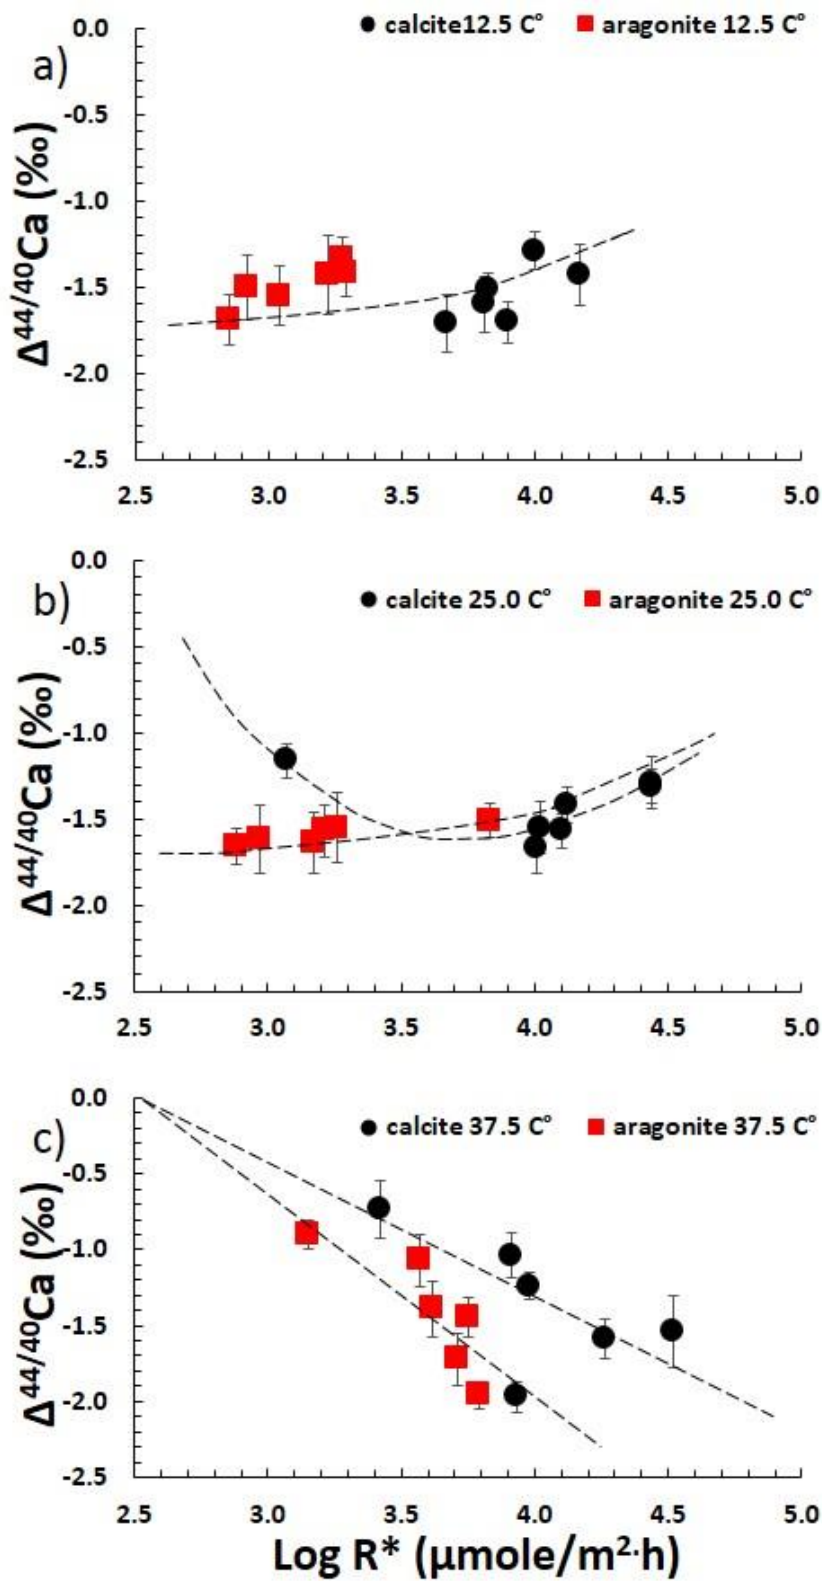 calcite12.5 C° aragonite 12.5 C°
a)
0.0
-0.5
-1.0
-1.5
-2.0
-2.5
Δ44/40Ca (‰)
2.5 3.0 3.5 4.0 4.5 5.0
calcite 25.0 C° aragonite 25.0 C°
b)
0.0
-0.5
-1.0
-1.5
-2.0
-2.5
Δ44/40Ca (‰)
2.5 3.0 3.5 4.0 4.5 5.0
calcite 37.5 C° aragonite 37.5 C°
c)
0.0
-0.5
-1.0
-1.5
-2.0
-2.5
Δ44/40Ca (‰)
2.5 3.0 3.5 4.0 4.5 5.0
Log R* (μmole/m²·h)